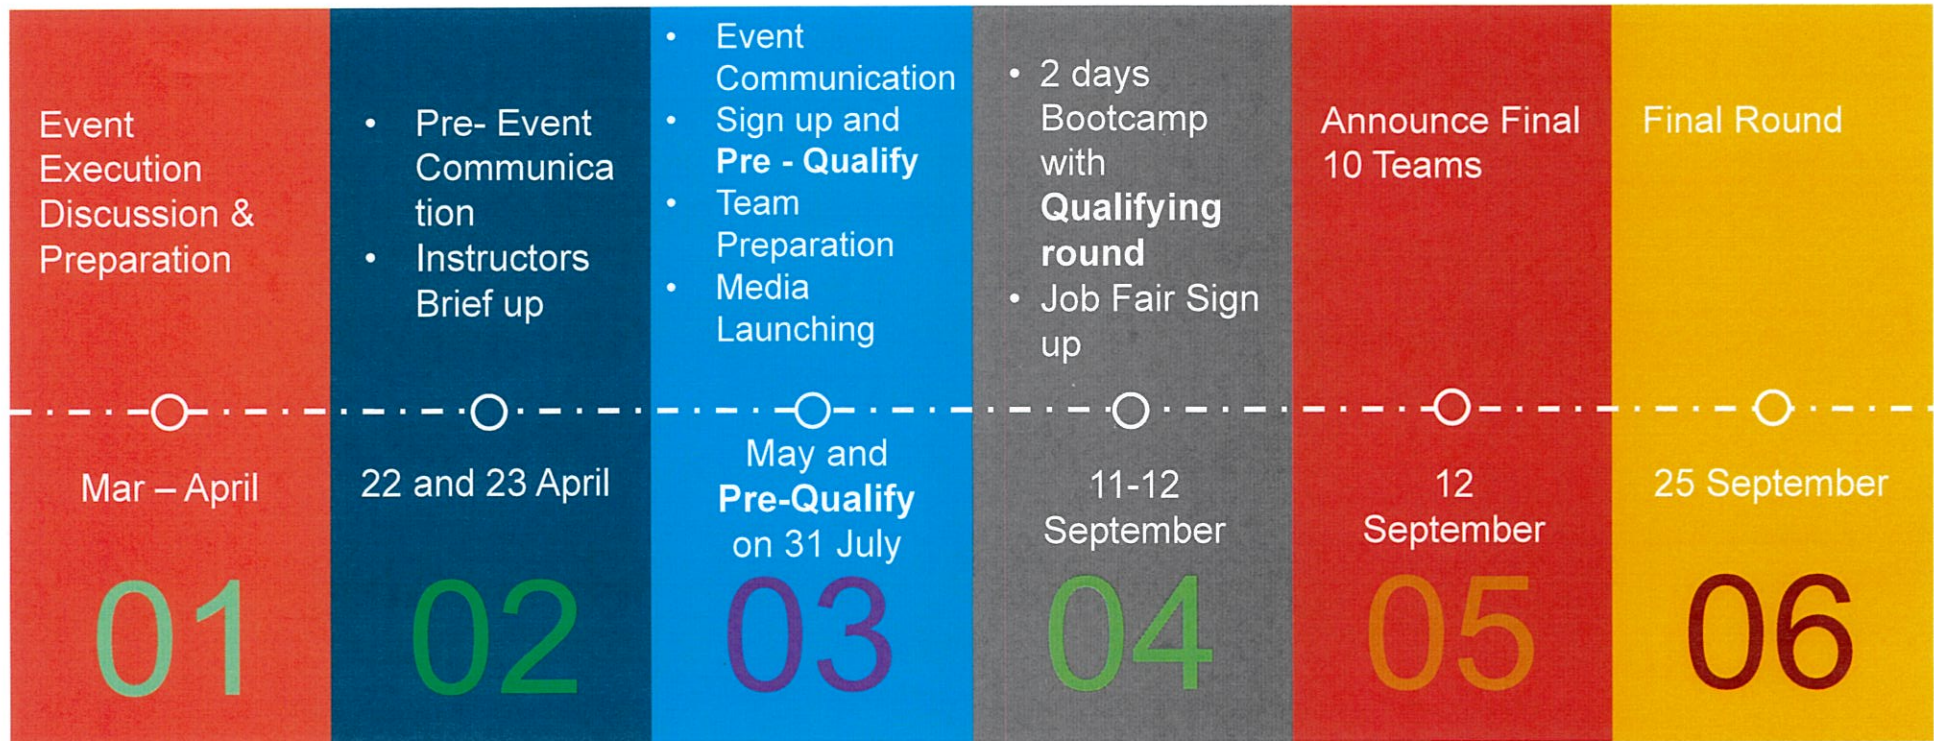 Event
Execution
Discussion &
Preparation
Mar – April
01
• Pre- Event
Communica
tion
• Instructors
Brief up
22 and 23 April
02
• Event
Communication
• Sign up and
Pre - Qualify
• Team
Preparation
• Media
Launching
May and
Pre-Qualify
on 31 July
03
• 2 days
Bootcamp
with
Qualifying
round
• Job Fair Sign
up
11-12
September
04
Announce Final
10 Teams
12
September
05
Final Round
25 September
06